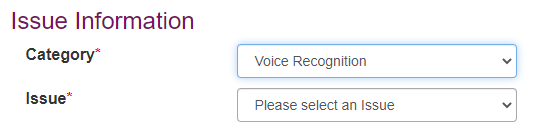 Issue Information
Category* Voice Recognition
Issue* Please select an Issue